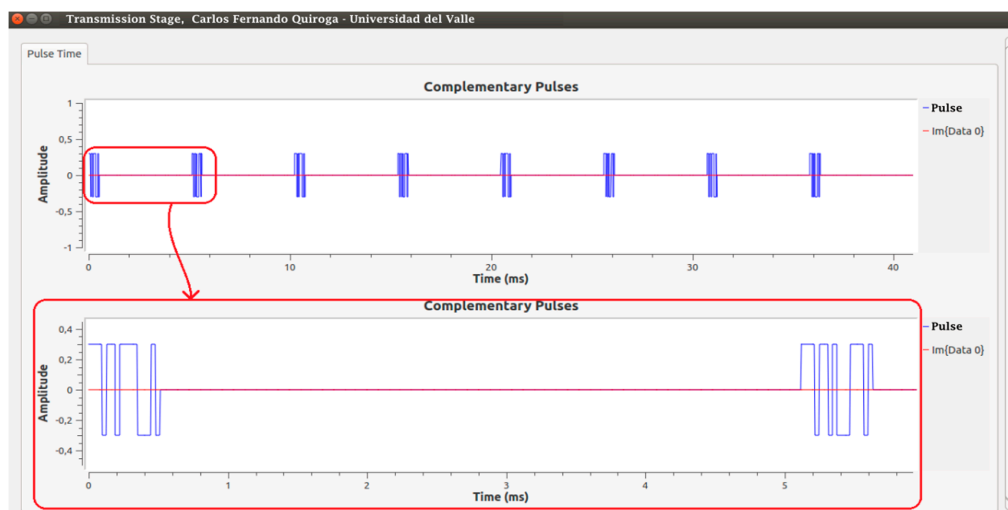 Transmission Stage, Carlos Fernando Quiroga - Universidad del Valle
Pulse Time
Complementary Pulses
Pulse
Im{Data 0}
Amplitude
1
0,5
0
-0,5
-1
0 10 20 30 40
Time (ms)
Complementary Pulses
Pulse
Im{Data 0}
Amplitude
0,4
0,2
0
-0,2
-0,4
0 1 2 3 4 5
Time (ms)